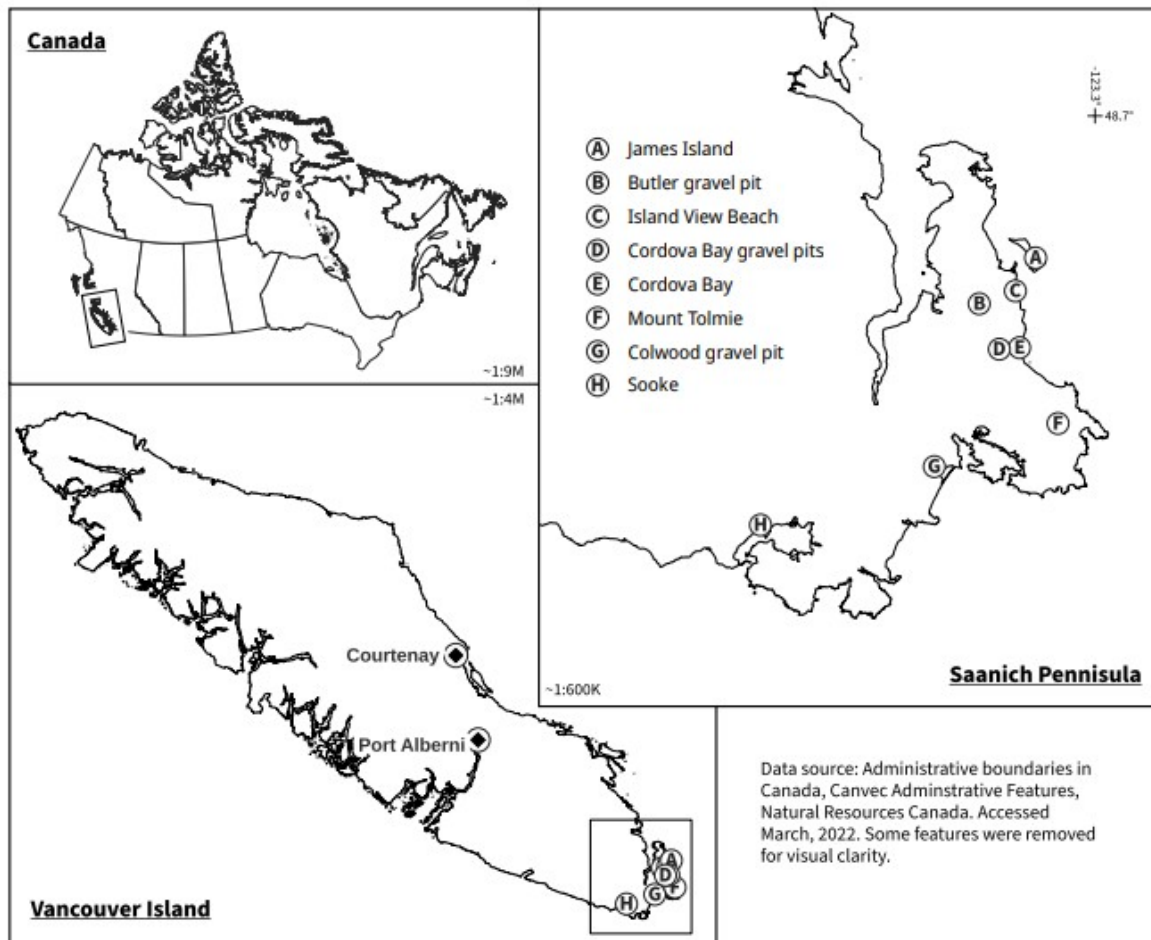 Canada
~1:9M
-123.3°
48.7°
A James Island
B Butler gravel pit
C Island View Beach
D Cordova Bay gravel pits
E Cordova Bay
F Mount Tolmie
G Colwood gravel pit
H Sooke
A
C
B
D E
F
G
H
~1:600K
Saanich Pennisula
~1:4M
Courtenay
Port Alberni
A
D
F
G
H
Vancouver Island
Data source: Administrative boundaries in
Canada, Canvec Adminstrative Features,
Natural Resources Canada. Accessed
March, 2022. Some features were removed
for visual clarity.